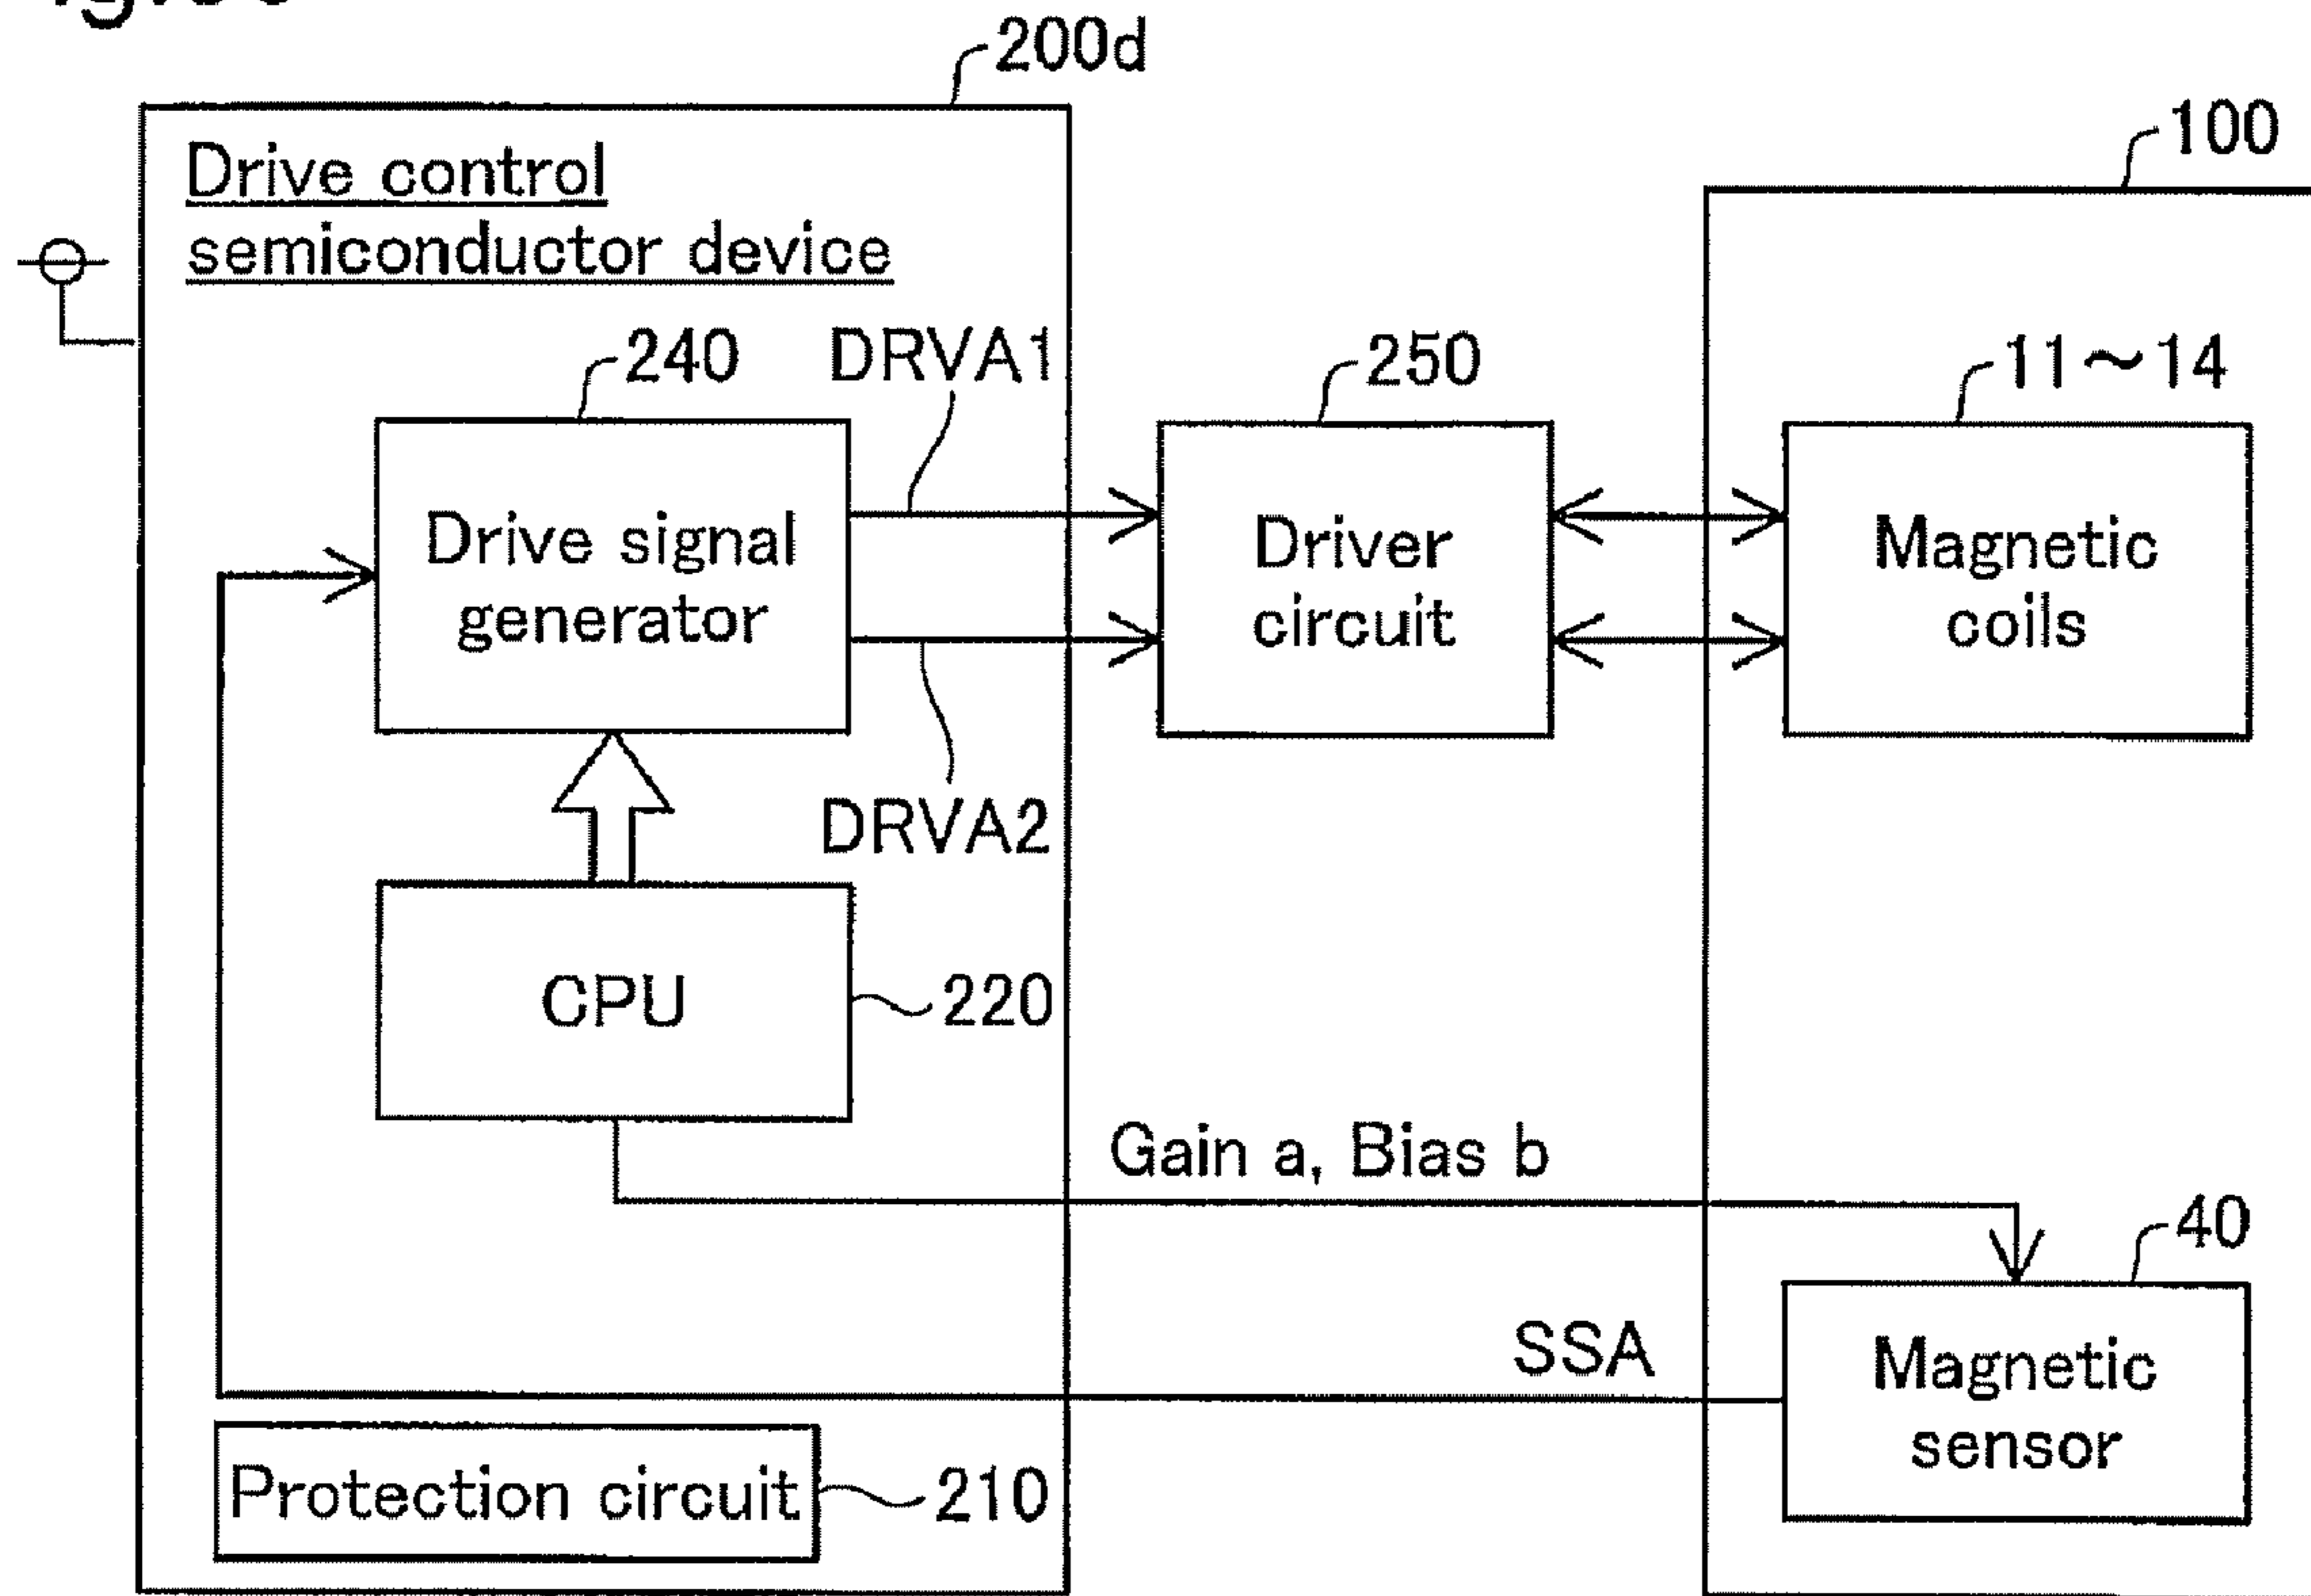 200d
100
Drive control
semiconductor device
240
DRVA1
250
11~14
Drive signal
generator
Driver
circuit
Magnetic
coils
DRVA2
CPU
220
Gain a, Bias b
40
SSA
Magnetic
sensor
Protection circuit
210